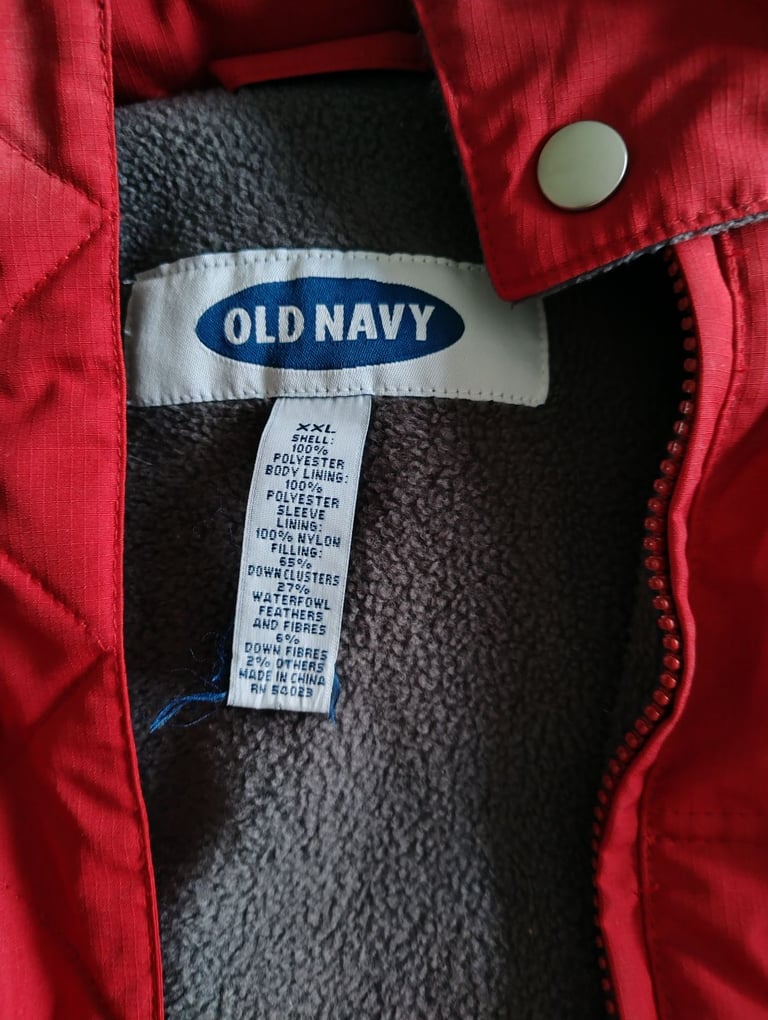 OLD NAVY
XXL
SHELL:
100%
POLYESTER
BODY LINING:
100%
POLYESTER
SLEEVE
LINING:
100% NYLON
FILLING:
65%
DOWN CLUSTERS
27%
WATERFOWL
FEATHERS
AND FIBRES
6%
DOWN FIBRES
2% OTHERS
MADE IN CHINA
RN 54023